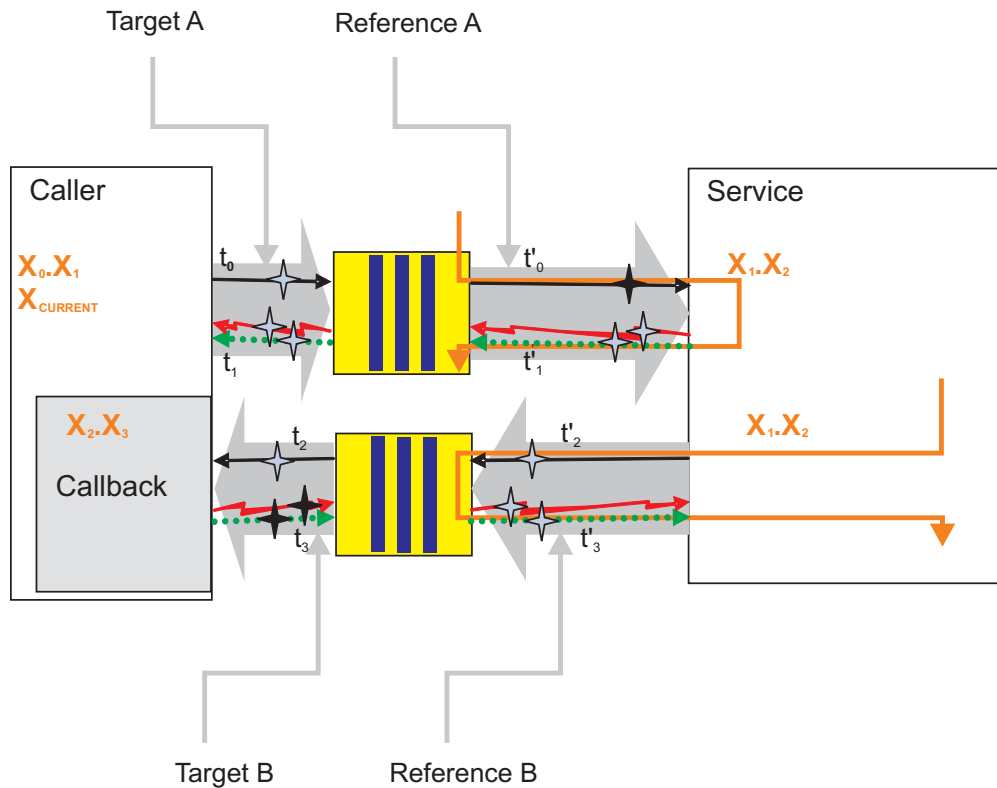 Target A
Reference A
Caller
Service
t₀
t'₀
X₀.X₁
X₁.X₂
X_CURRENT
t₁
t'₁
X₂.X₃
t₂
t'₂
X₁.X₂
Callback
t₃
t'₃
Target B
Reference B